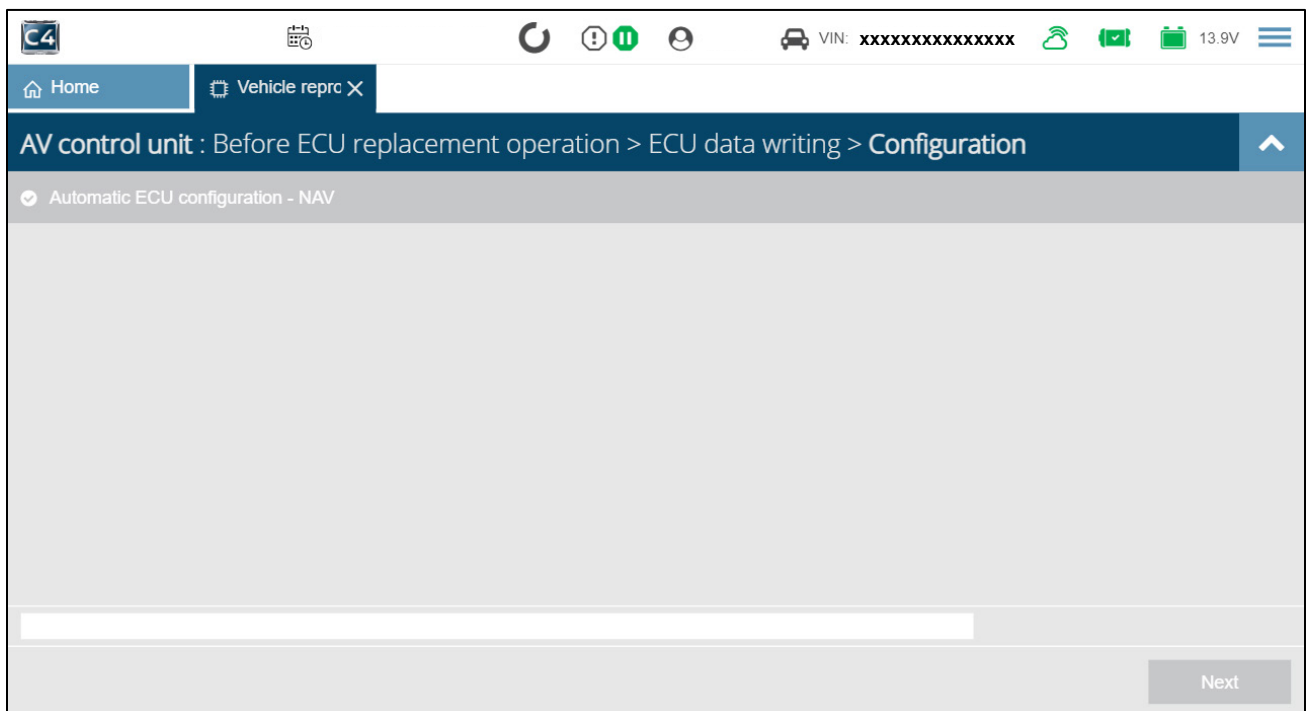 C4
VIN: xxxxxxxxxxxxxxx
13.9V
Home
Vehicle repro
AV control unit : Before ECU replacement operation > ECU data writing > Configuration
Automatic ECU configuration - NAV
Next